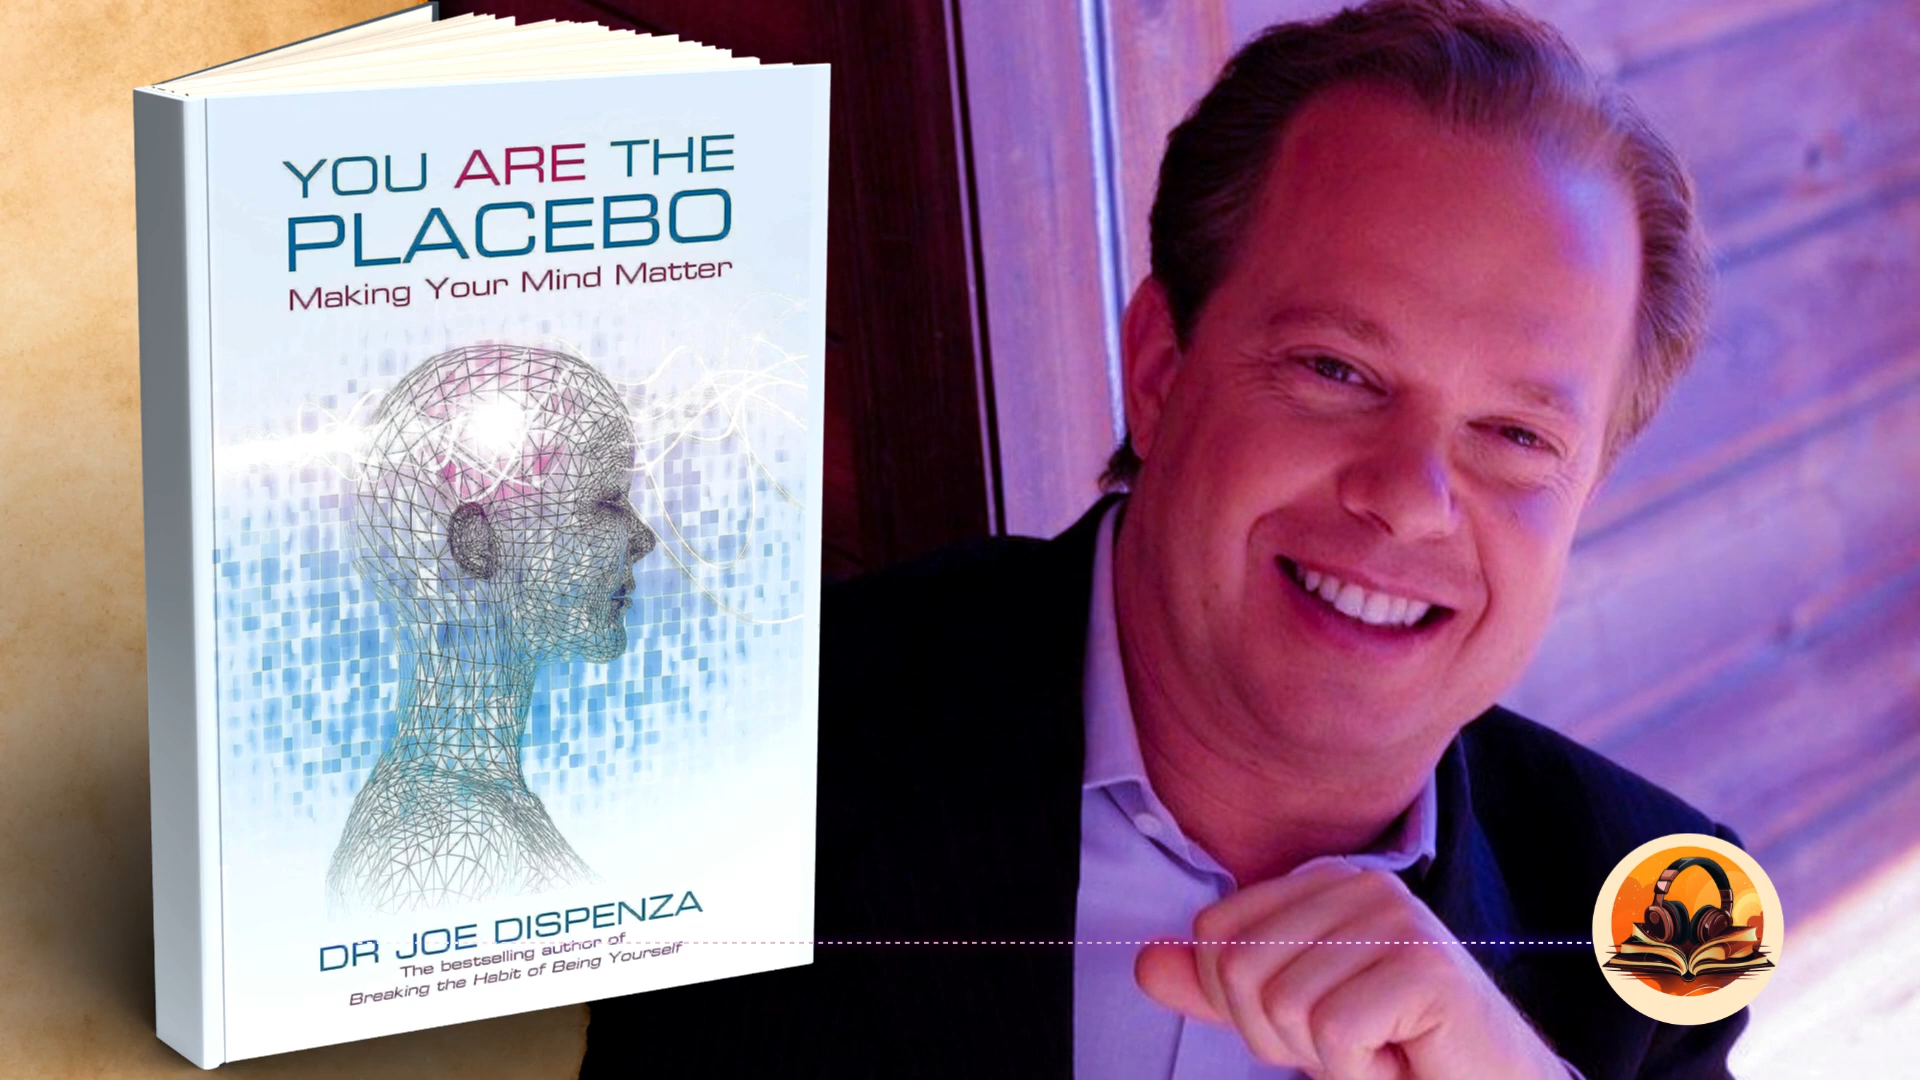 YOU ARE THE
PLACEBO
Making Your Mind Matter
DR JOE DISPENZA
The bestselling author of
Breaking the Habit of Being Yourself